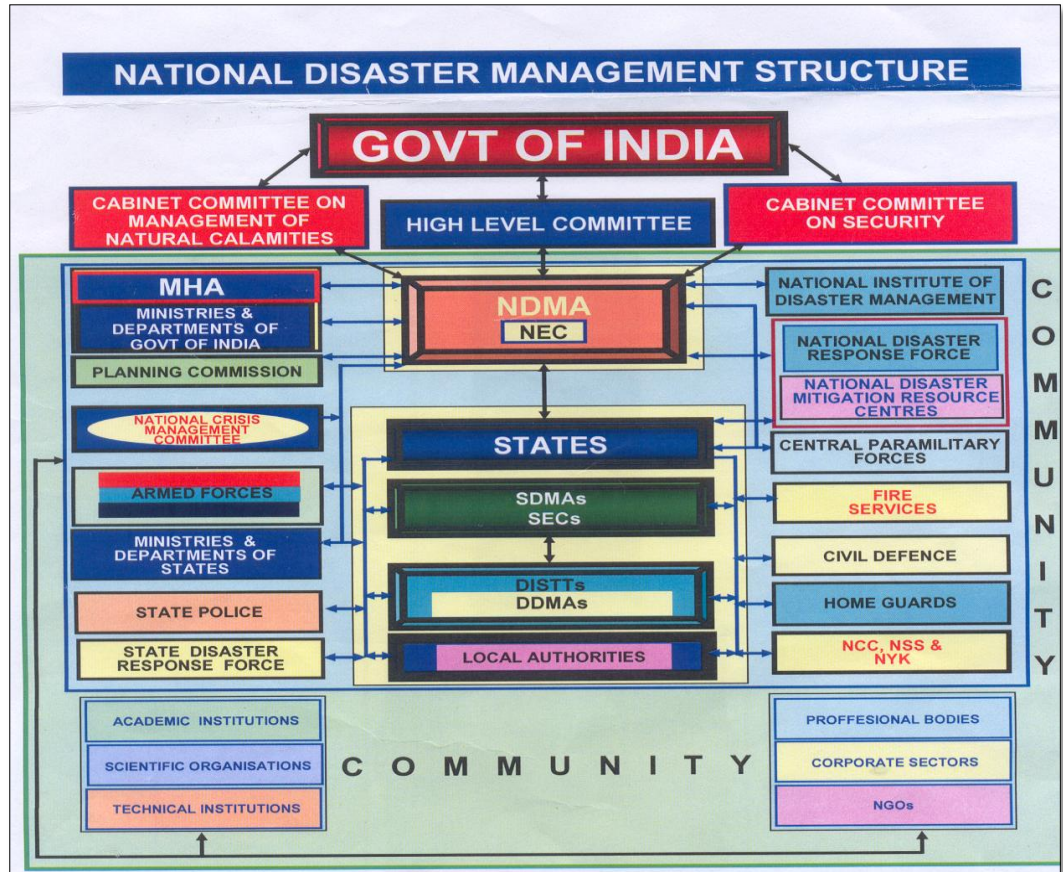 NATIONAL DISASTER MANAGEMENT STRUCTURE
GOVT OF INDIA
CABINET COMMITTEE ON
MANAGEMENT OF
NATURAL CALAMITIES
HIGH LEVEL COMMITTEE
CABINET COMMITTEE
ON SECURITY
MHA
MINISTRIES &
DEPARTMENTS OF
GOVT OF INDIA
PLANNING COMMISSION
NATIONAL CRISIS
MANAGEMENT
COMMITTEE
ARMED FORCES
MINISTRIES &
DEPARTMENTS OF
STATES
STATE POLICE
STATE DISASTER
RESPONSE FORCE
NDMA
NEC
STATES
SDMAs
SECs
DISTTs
DDMAs
LOCAL AUTHORITIES
NATIONAL INSTITUTE OF
DISASTER MANAGEMENT
NATIONAL DISASTER
RESPONSE FORCE
NATIONAL DISASTER
MITIGATION RESOURCE
CENTRES
CENTRAL PARAMILITARY
FORCES
FIRE
SERVICES
CIVIL DEFENCE
HOME GUARDS
NCC, NSS &
NYK
COMMUNITY
ACADEMIC INSTITUTIONS
SCIENTIFIC ORGANISATIONS
TECHNICAL INSTITUTIONS
COMMUNITY
PROFFESIONAL BODIES
CORPORATE SECTORS
NGOs